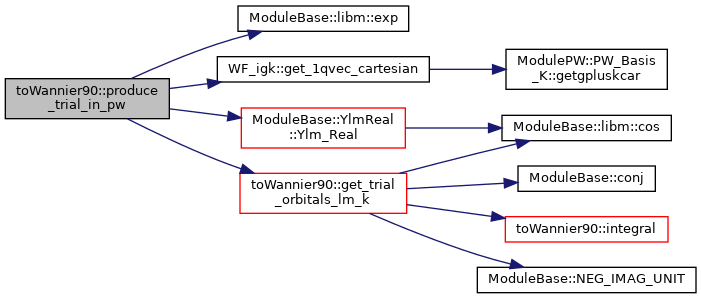 toWannier90::produce
_trial_in_pw
ModuleBase::libm::exp
WF_igk::get_1qvec_cartesian
ModulePW::PW_Basis
_K::getgpluskcar
ModuleBase::YlmReal
::Ylm_Real
ModuleBase::libm::cos
toWannier90::get_trial
_orbitals_lm_k
ModuleBase::conj
toWannier90::integral
ModuleBase::NEG_IMAG_UNIT